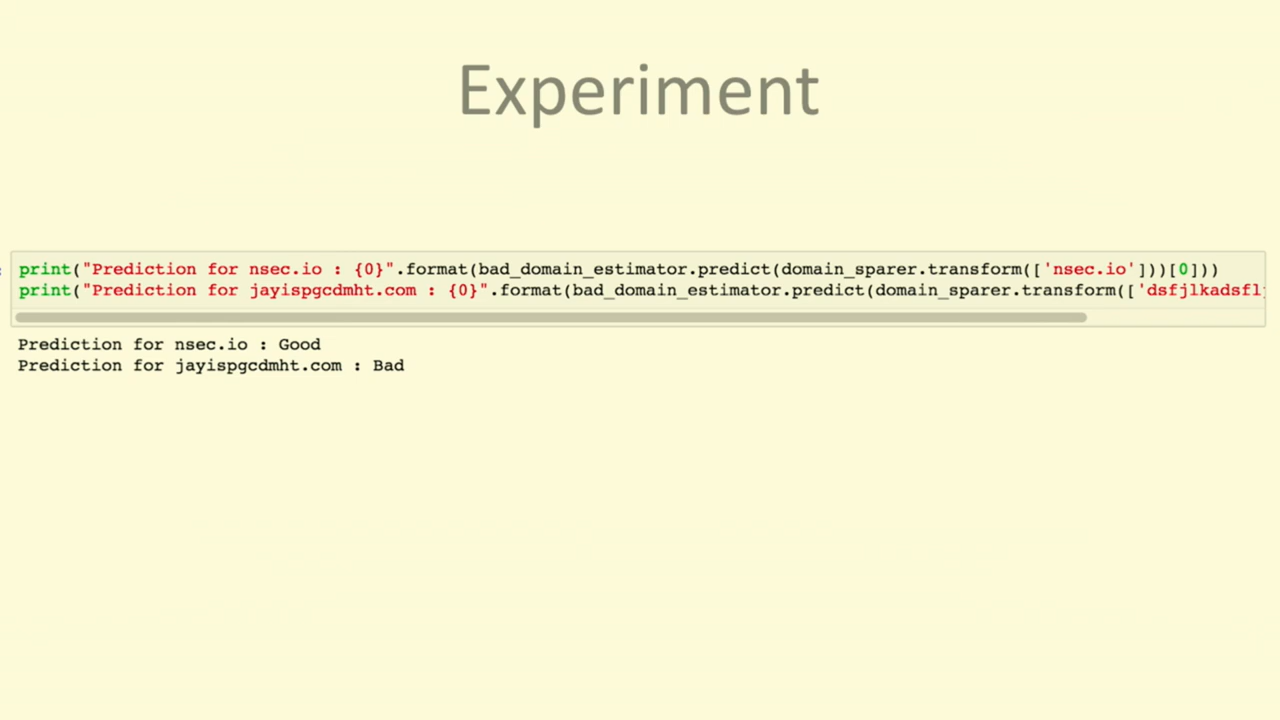 Experiment
print("Prediction for nsec.io : {0}".format(bad_domain_estimator.predict(domain_sparer.transform(['nsec.io']))[0]))
print("Prediction for jayispgcdmht.com : {0}".format(bad_domain_estimator.predict(domain_sparer.transform(['dsfjlkadsflj
Prediction for nsec.io : Good
Prediction for jayispgcdmht.com : Bad